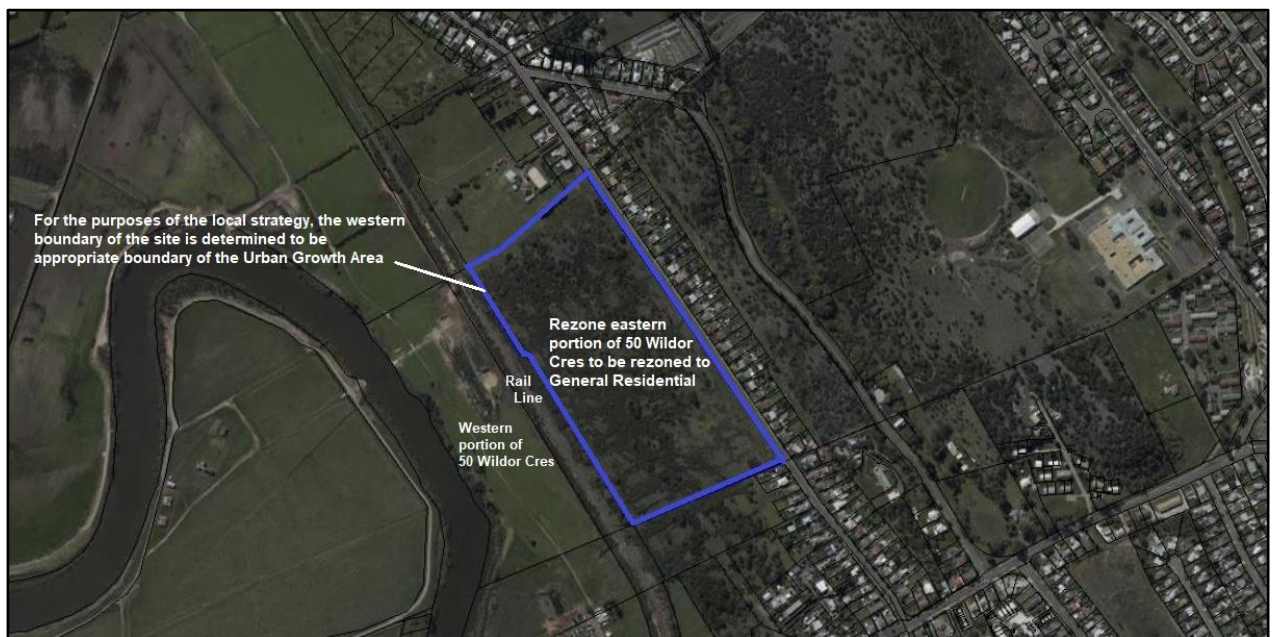 For the purposes of the local strategy, the western
boundary of the site is determined to be
appropriate boundary of the Urban Growth Area
Rezone eastern
portion of 50 Wildor
Cres to be rezoned to
General Residential
Rail
Line
Western
portion of
50 Wildor Cres